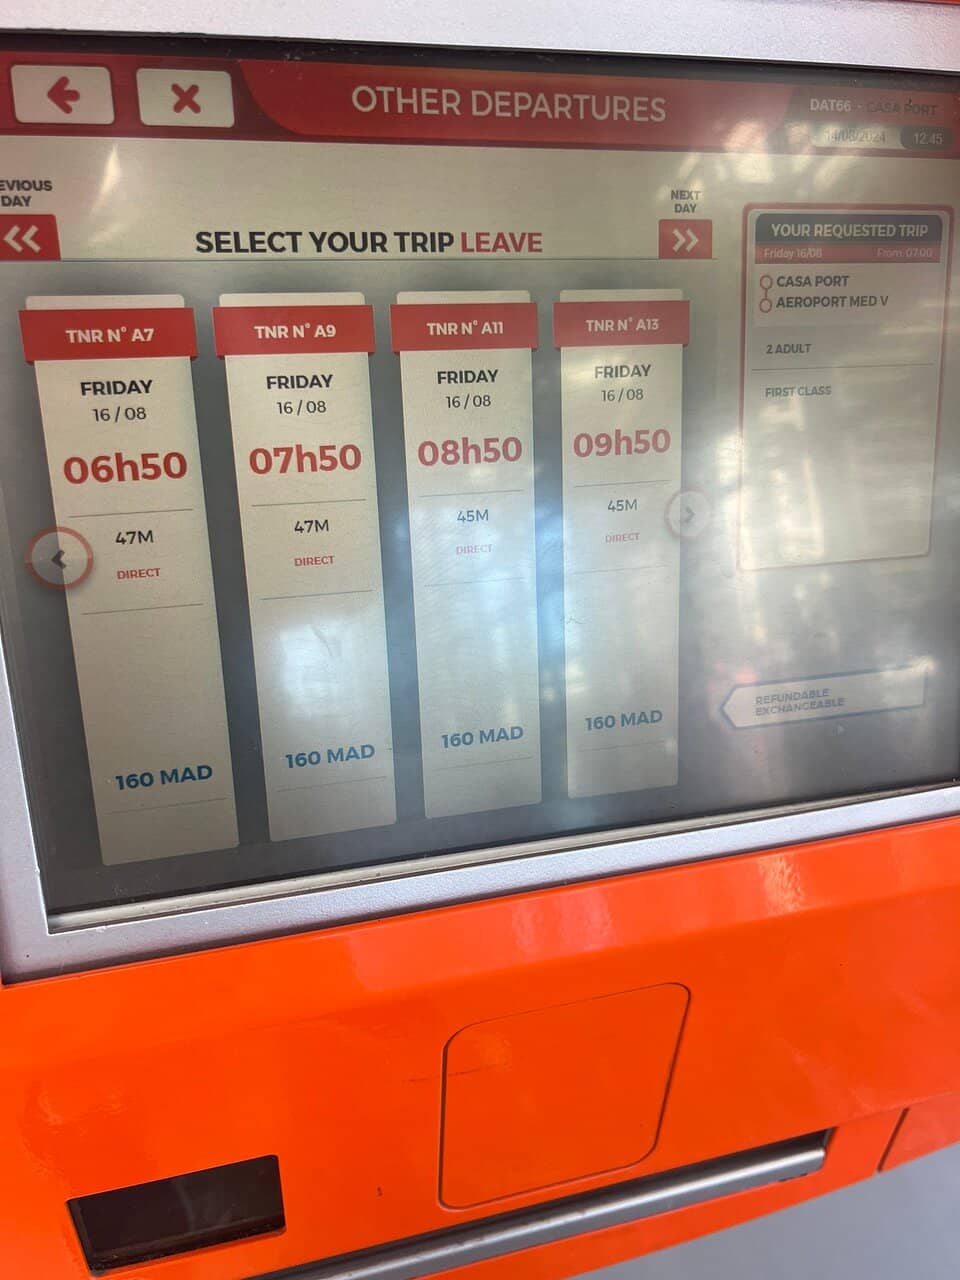 OTHER DEPARTURES
DAT66 - CASA PORT
14/08/2024 12:45
EVIOUS
DAY
SELECT YOUR TRIP LEAVE
NEXT
DAY
TNR N° A7
FRIDAY
16 / 08
06h50
47M
DIRECT
160 MAD
TNR N° A9
FRIDAY
16 / 08
07h50
47M
DIRECT
160 MAD
TNR N° A11
FRIDAY
16 / 08
08h50
45M
DIRECT
160 MAD
TNR N° A13
FRIDAY
16 / 08
09h50
45M
DIRECT
160 MAD
YOUR REQUESTED TRIP
Friday 16/08 From: 07:00
CASA PORT
AEROPORT MED V
2 ADULT
FIRST CLASS
REFUNDABLE
EXCHANGEABLE